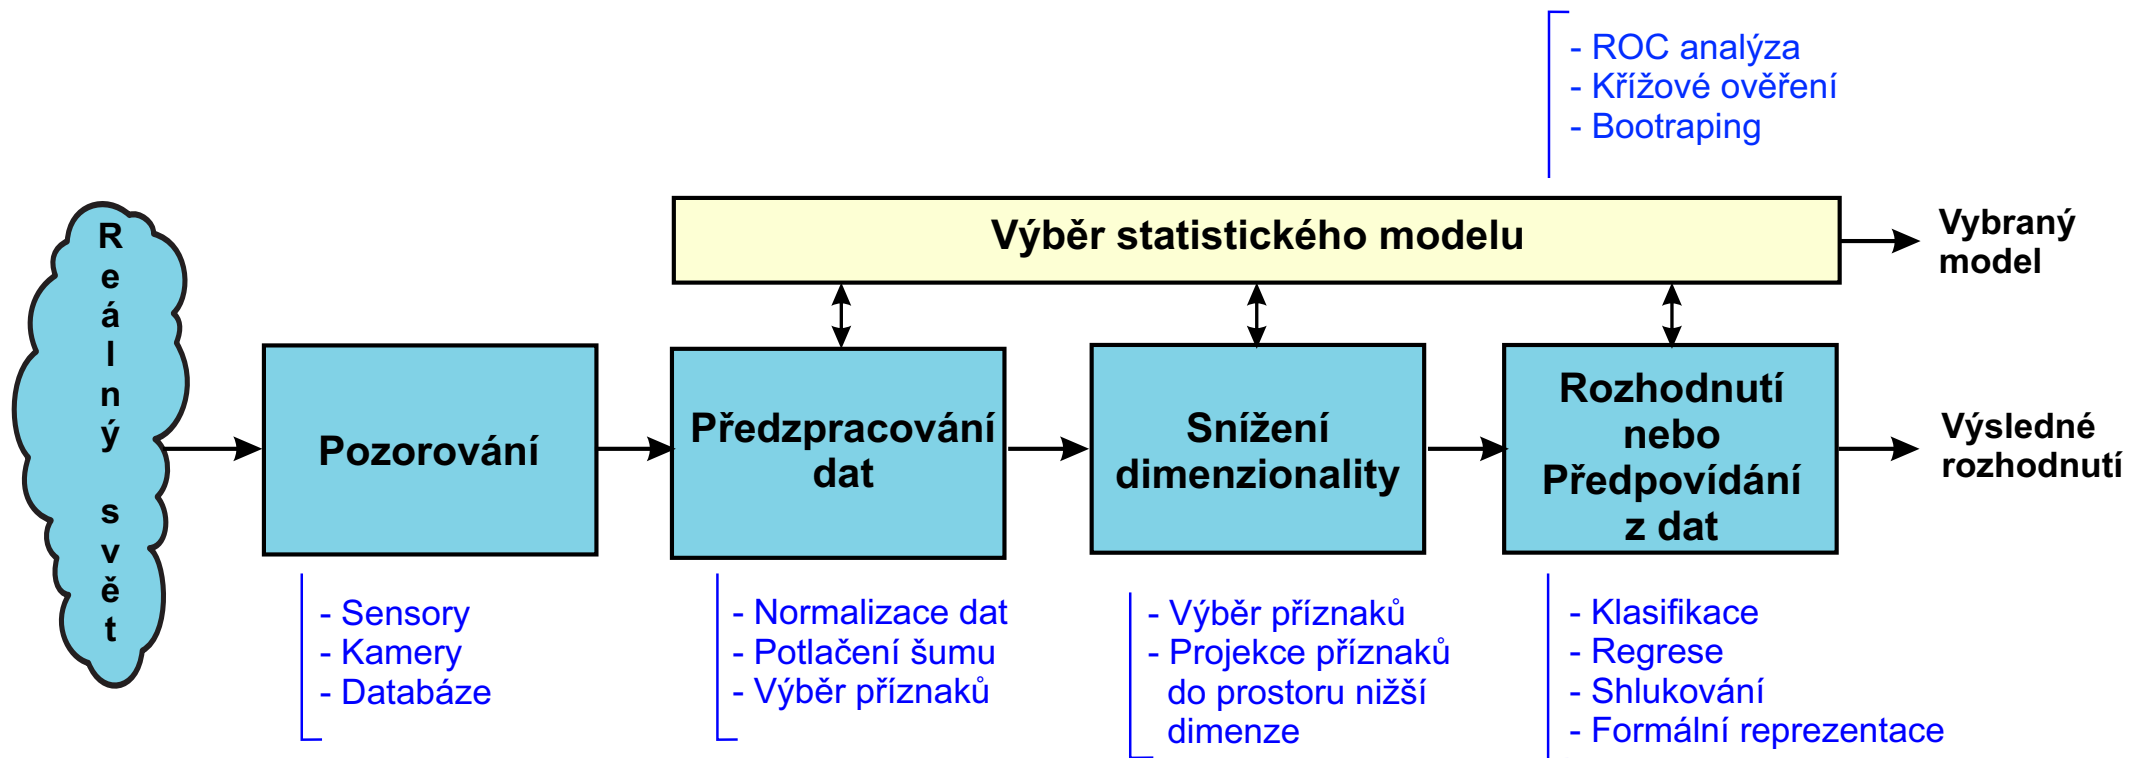 - ROC analýza
- Křížové ověření
- Bootraping
Výběr statistického modelu
Vybraný
model
Reálný svět
Pozorování
Předzpracování
dat
Snížení
dimenzionality
Rozhodnutí
nebo
Předpovídání
z dat
Výsledné
rozhodnutí
- Sensory
- Kamery
- Databáze
- Normalizace dat
- Potlačení šumu
- Výběr příznaků
- Výběr příznaků
- Projekce příznaků
do prostoru nižší
dimenze
- Klasifikace
- Regrese
- Shlukování
- Formální reprezentace